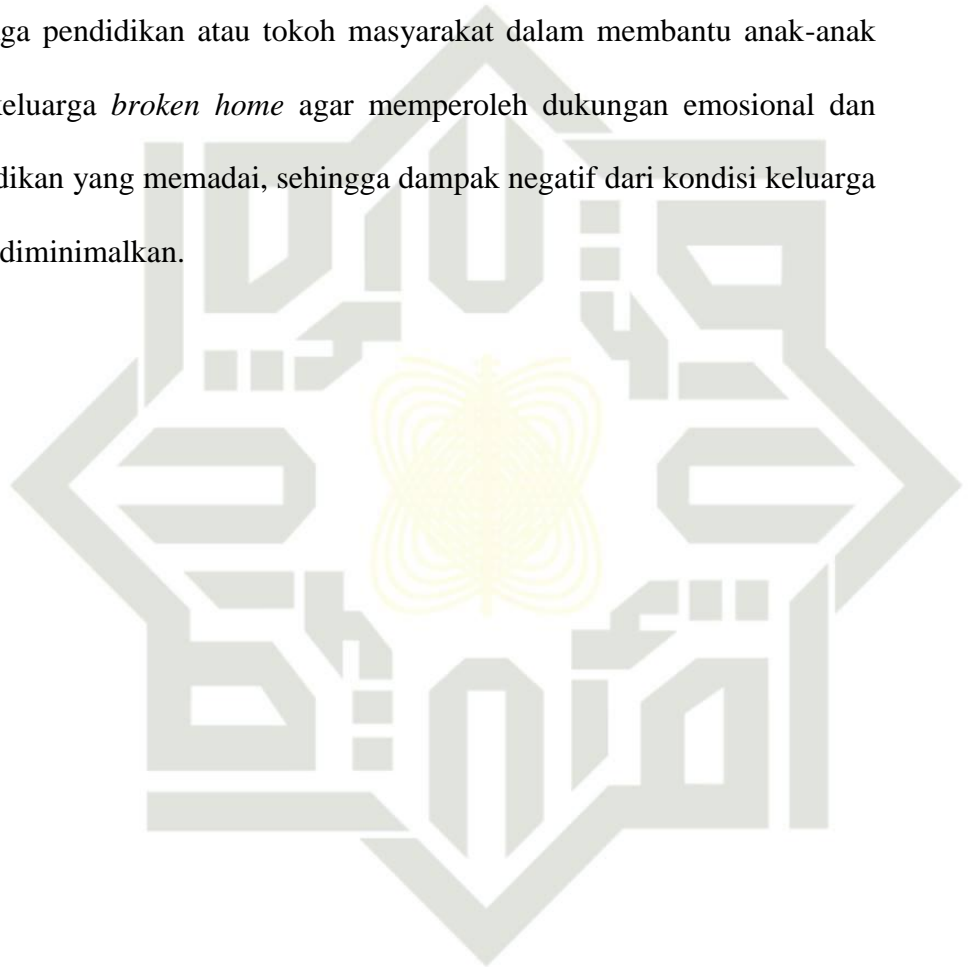 ga pendidikan atau tokoh masyarakat dalam membantu anak-anak
keluarga broken home agar memperoleh dukungan emosional dan
dikan yang memadai, sehingga dampak negatif dari kondisi keluarga
diminimalkan.